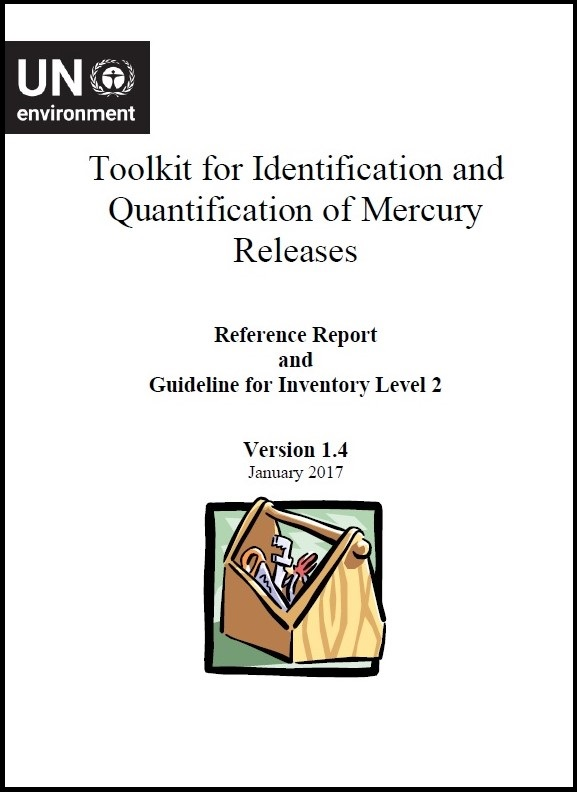 UN
environment
Toolkit for Identification and
Quantification of Mercury
Releases
Reference Report
and
Guideline for Inventory Level 2
Version 1.4
January 2017